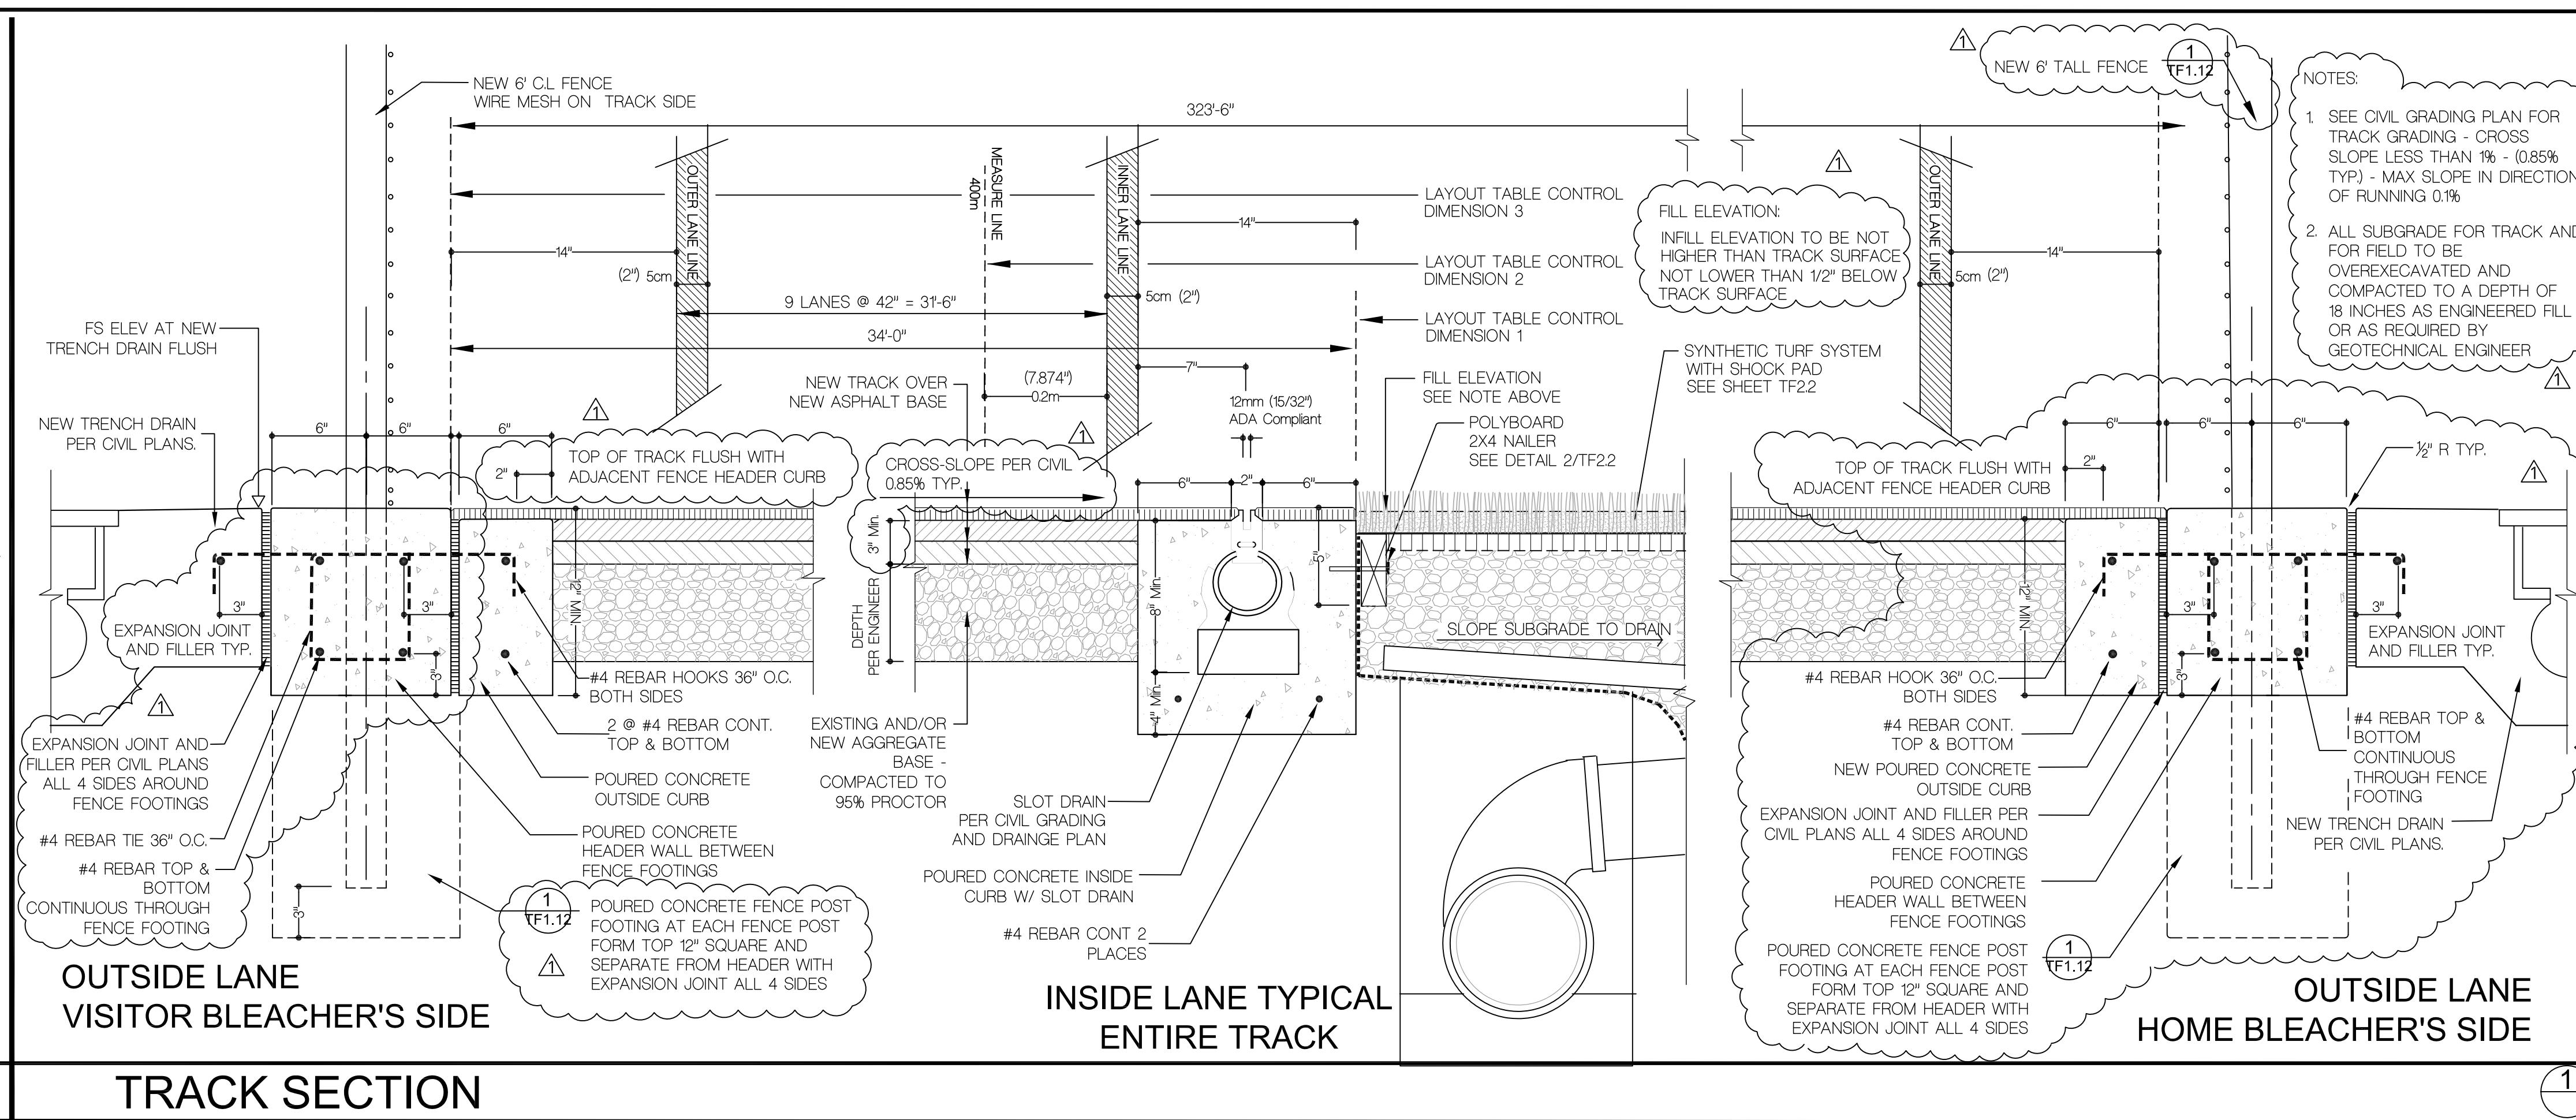 NEW 6' C.L FENCE
WIRE MESH ON TRACK SIDE
323'-6"
1
NEW 6' TALL FENCE
1
TF1.12
NOTES:
1. SEE CIVIL GRADING PLAN FOR
TRACK GRADING - CROSS
SLOPE LESS THAN 1% - (0.85%
TYP.) - MAX SLOPE IN DIRECTION
OF RUNNING 0.1%
2. ALL SUBGRADE FOR TRACK AND
FOR FIELD TO BE
OVEREXECAVATED AND
COMPACTED TO A DEPTH OF
18 INCHES AS ENGINEERED FILL
OR AS REQUIRED BY
GEOTECHNICAL ENGINEER
1
OUTER LANE LINE
MEASURE LINE
400m
INNER LANE LINE
OUTER LANE LINE
14"
(2") 5cm
14"
5cm (2")
14"
5cm (2")
9 LANES @ 42" = 31'-6"
34'-0"
LAYOUT TABLE CONTROL
DIMENSION 3
LAYOUT TABLE CONTROL
DIMENSION 2
LAYOUT TABLE CONTROL
DIMENSION 1
1
FILL ELEVATION:
INFILL ELEVATION TO BE NOT
HIGHER THAN TRACK SURFACE
NOT LOWER THAN 1/2" BELOW
TRACK SURFACE
FS ELEV AT NEW
TRENCH DRAIN FLUSH
NEW TRENCH DRAIN
PER CIVIL PLANS.
NEW TRACK OVER
NEW ASPHALT BASE
(7.874")
0.2m
7"
12mm (15/32")
ADA Compliant
FILL ELEVATION
SEE NOTE ABOVE
POLYBOARD
2X4 NAILER
SEE DETAIL 2/TF2.2
SYNTHETIC TURF SYSTEM
WITH SHOCK PAD
SEE SHEET TF2.2
6"
6"
6"
2"
1
TOP OF TRACK FLUSH WITH
ADJACENT FENCE HEADER CURB
1
CROSS-SLOPE PER CIVIL
0.85% TYP.
6"
2"
6"
5"
3" Min.
DEPTH
PER ENGINEER
8" Min.
4" Min.
SLOPE SUBGRADE TO DRAIN
TOP OF TRACK FLUSH WITH
ADJACENT FENCE HEADER CURB
6"
6"
6"
2"
1/2" R TYP.
1
3"
3"
3"
12" MIN.
EXPANSION JOINT
AND FILLER TYP.
1
EXPANSION JOINT AND
FILLER PER CIVIL PLANS
ALL 4 SIDES AROUND
FENCE FOOTINGS
#4 REBAR TIE 36" O.C.
#4 REBAR TOP &
BOTTOM
CONTINUOUS THROUGH
FENCE FOOTING
3"
#4 REBAR HOOKS 36" O.C.
BOTH SIDES
2 @ #4 REBAR CONT.
TOP & BOTTOM
POURED CONCRETE
OUTSIDE CURB
POURED CONCRETE
HEADER WALL BETWEEN
FENCE FOOTINGS
1
TF1.12
1
POURED CONCRETE FENCE POST
FOOTING AT EACH FENCE POST
FORM TOP 12" SQUARE AND
SEPARATE FROM HEADER WITH
EXPANSION JOINT ALL 4 SIDES
EXISTING AND/OR
NEW AGGREGATE
BASE -
COMPACTED TO
95% PROCTOR
SLOT DRAIN
PER CIVIL GRADING
AND DRAINGE PLAN
POURED CONCRETE INSIDE
CURB W/ SLOT DRAIN
#4 REBAR CONT 2
PLACES
12" MIN.
3"
3"
3"
EXPANSION JOINT
AND FILLER TYP.
#4 REBAR HOOK 36" O.C.
BOTH SIDES
#4 REBAR CONT.
TOP & BOTTOM
NEW POURED CONCRETE
OUTSIDE CURB
EXPANSION JOINT AND FILLER PER
CIVIL PLANS ALL 4 SIDES AROUND
FENCE FOOTINGS
POURED CONCRETE
HEADER WALL BETWEEN
FENCE FOOTINGS
POURED CONCRETE FENCE POST
FOOTING AT EACH FENCE POST
FORM TOP 12" SQUARE AND
SEPARATE FROM HEADER WITH
EXPANSION JOINT ALL 4 SIDES
1
TF1.12
#4 REBAR TOP &
BOTTOM
CONTINUOUS
THROUGH FENCE
FOOTING
NEW TRENCH DRAIN
PER CIVIL PLANS.
OUTSIDE LANE
VISITOR BLEACHER'S SIDE
INSIDE LANE TYPICAL
ENTIRE TRACK
OUTSIDE LANE
HOME BLEACHER'S SIDE
TRACK SECTION
1